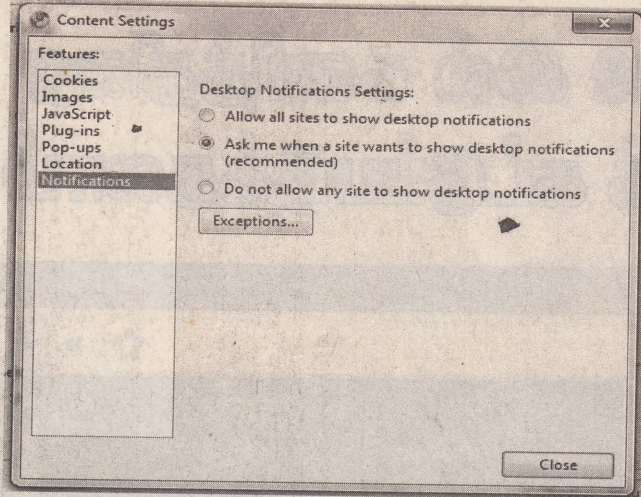 Content Settings
Features:
Cookies
Images
JavaScript
Plug-ins
Pop-ups
Location
Notifications
Desktop Notifications Settings:
Allow all sites to show desktop notifications
Ask me when a site wants to show desktop notifications
(recommended)
Do not allow any site to show desktop notifications
Exceptions...
Close